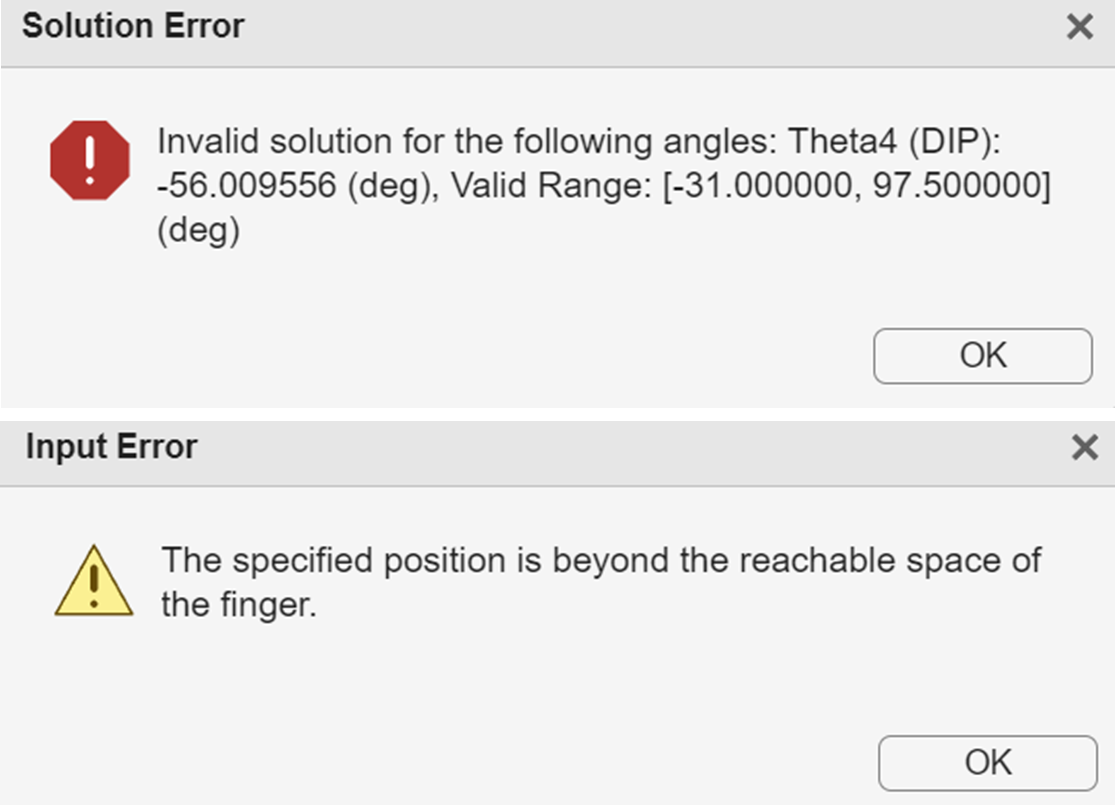 Solution Error
Invalid solution for the following angles: Theta4 (DIP):
-56.009556 (deg), Valid Range: [-31.000000, 97.500000]
(deg)
OK
Input Error
The specified position is beyond the reachable space of
the finger.
OK